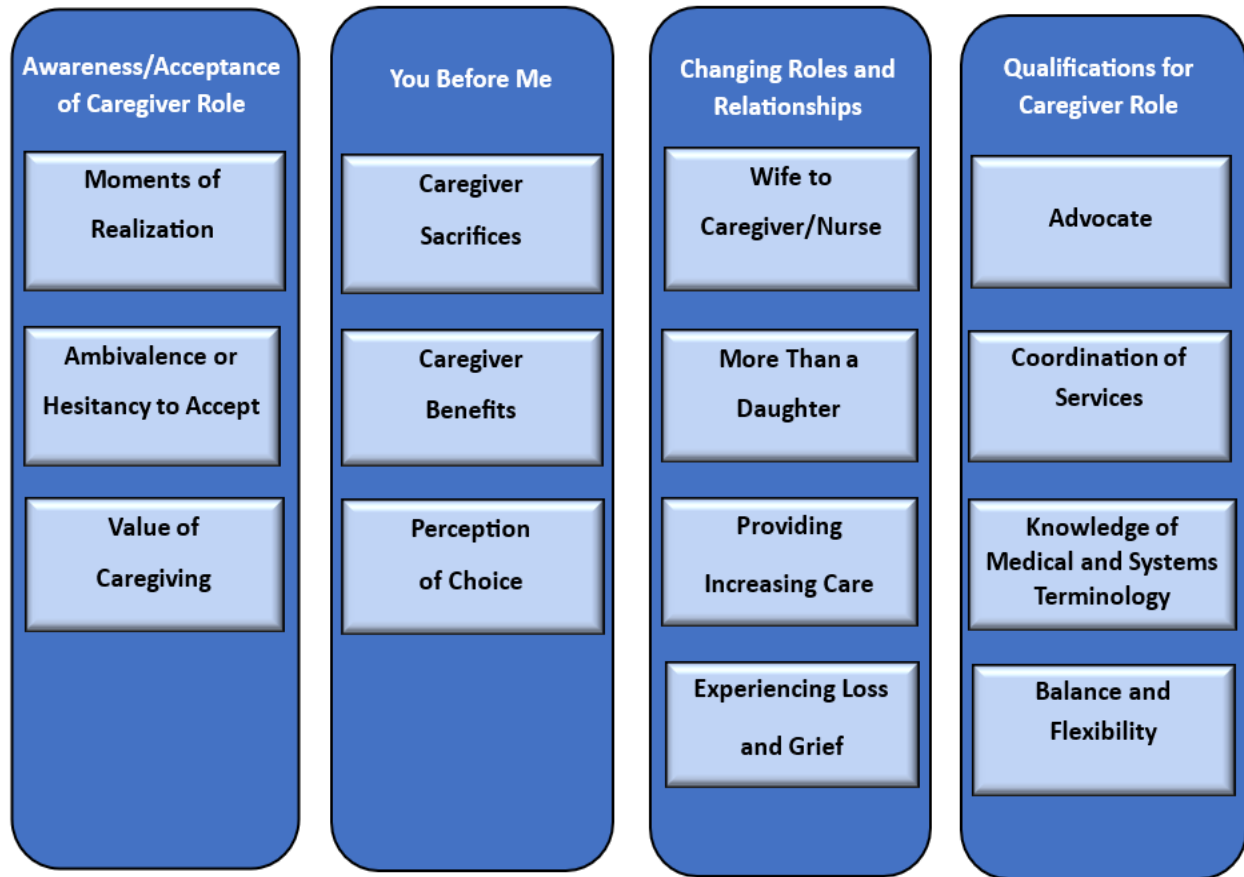 Awareness/Acceptance
of Caregiver Role
Moments of
Realization
Ambivalence or
Hesitancy to Accept
Value of
Caregiving
You Before Me
Caregiver
Sacrifices
Caregiver
Benefits
Perception
of Choice
Changing Roles and
Relationships
Wife to
Caregiver/Nurse
More Than a
Daughter
Providing
Increasing Care
Experiencing Loss
and Grief
Qualifications for
Caregiver Role
Advocate
Coordination of
Services
Knowledge of
Medical and Systems
Terminology
Balance and
Flexibility